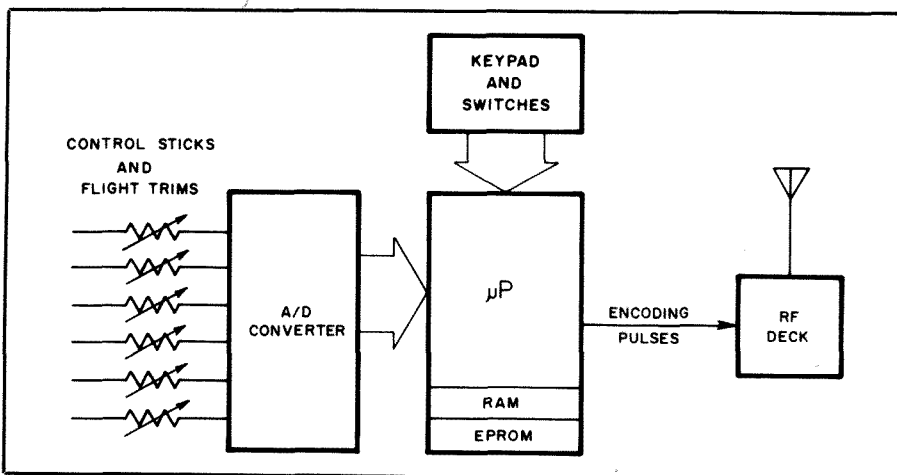 KEYPAD
AND
SWITCHES
CONTROL STICKS
AND
FLIGHT TRIMS
A/D
CONVERTER
µP
RAM
EPROM
ENCODING
PULSES
RF
DECK